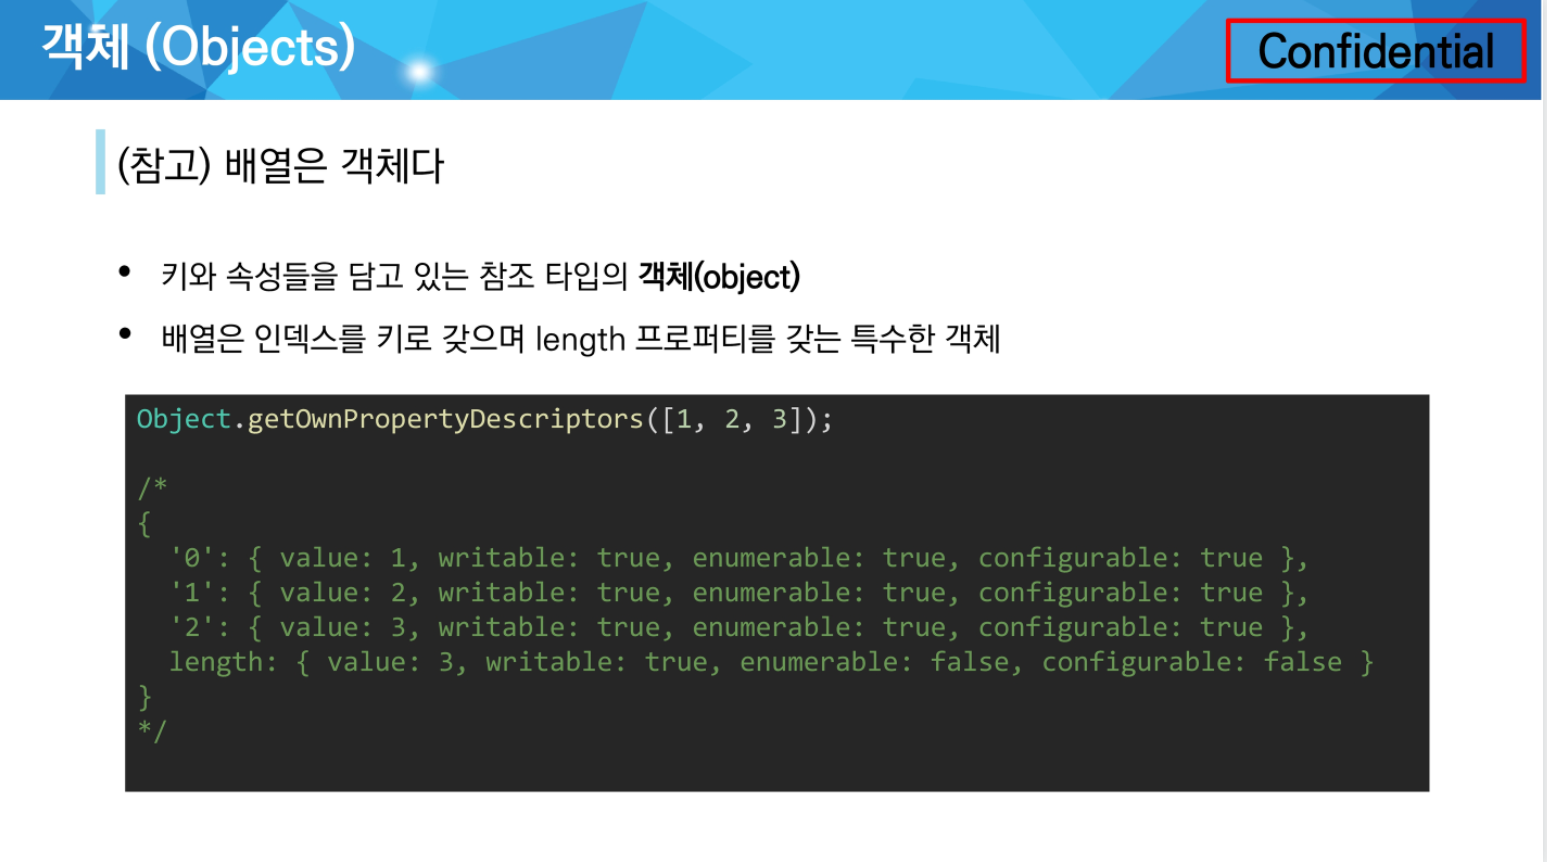 객체 (Objects)
Confidential
(참고) 배열은 객체다
• 키와 속성들을 담고 있는 참조 타입의 객체(object)
• 배열은 인덱스를 키로 갖으며 length 프로퍼티를 갖는 특수한 객체
Object.getOwnPropertyDescriptors([1, 2, 3]);
/*
{
  '0': { value: 1, writable: true, enumerable: true, configurable: true },
  '1': { value: 2, writable: true, enumerable: true, configurable: true },
  '2': { value: 3, writable: true, enumerable: true, configurable: true },
  length: { value: 3, writable: true, enumerable: false, configurable: false }
}
*/